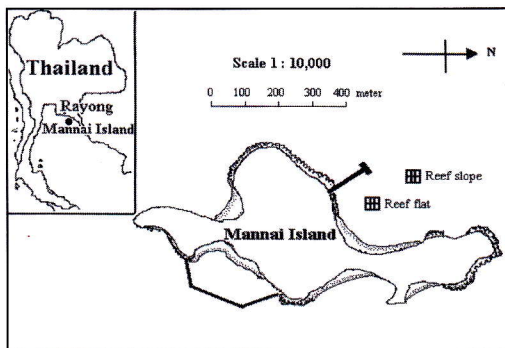 Thailand
Rayong
Mannai Island
Scale 1 : 10,000
0 100 200 300 400 meter
N
Reef slope
Reef flat
Mannai Island